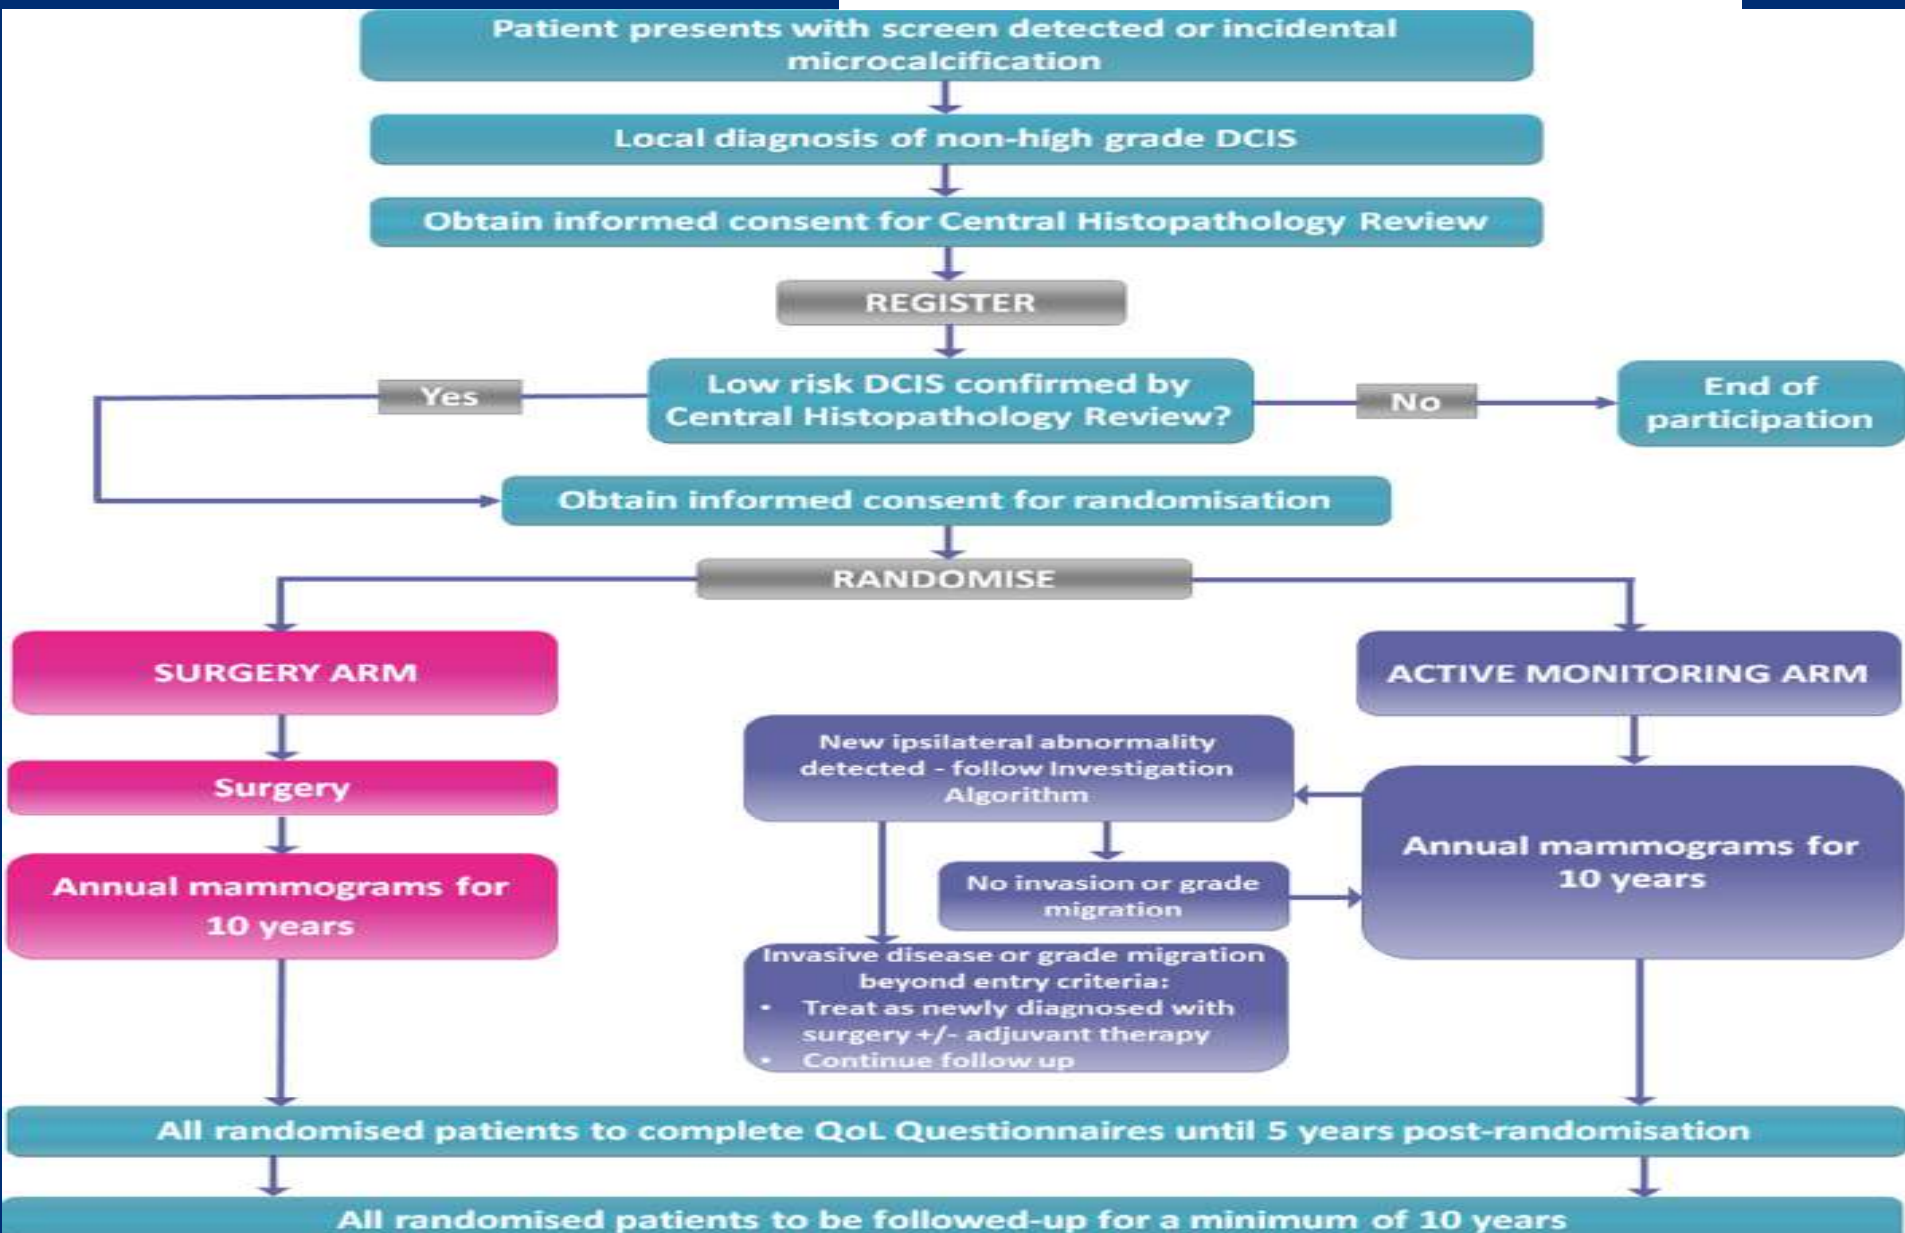 Patient presents with screen detected or incidental
microcalcification
Local diagnosis of non-high grade DCIS
Obtain informed consent for Central Histopathology Review
REGISTER
Low risk DCIS confirmed by
Central Histopathology Review?
Yes
No
End of
participation
Obtain informed consent for randomisation
RANDOMISE
SURGERY ARM
ACTIVE MONITORING ARM
Surgery
New ipsilateral abnormality
detected - follow Investigation
Algorithm
Annual mammograms for
10 years
Annual mammograms for
10 years
No invasion or grade
migration
Invasive disease or grade migration
beyond entry criteria:
• Treat as newly diagnosed with
surgery +/- adjuvant therapy
• Continue follow up
All randomised patients to complete QoL Questionnaires until 5 years post-randomisation
All randomised patients to be followed-up for a minimum of 10 years